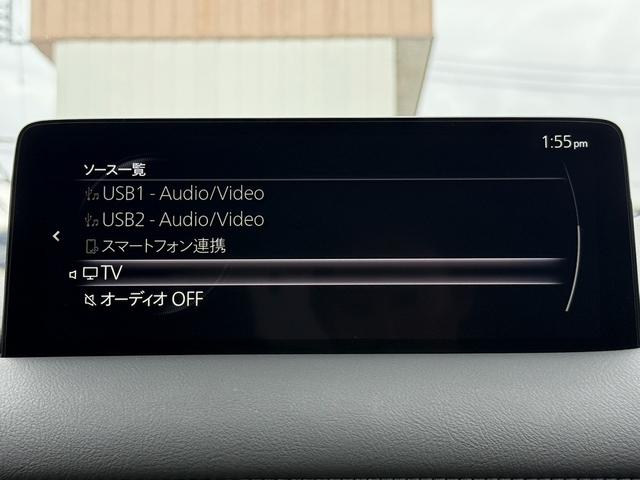 1:55pm
ソース一覧
USB1 - Audio/Video
USB2 - Audio/Video
スマートフォン連携
TV
オーディオ OFF